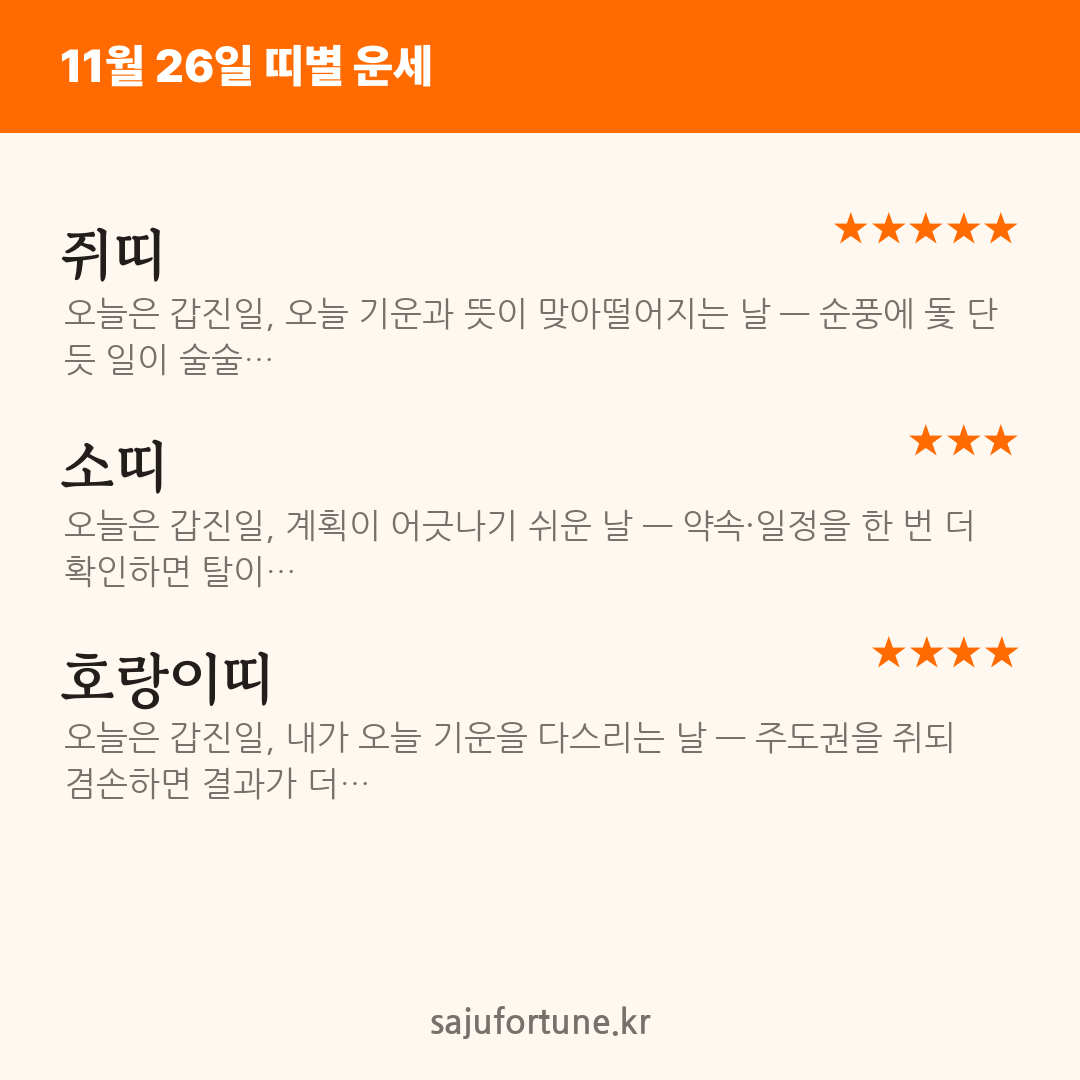 11월 26일 띠별 운세
쥐띠
★★★★★
오늘은 갑진일, 오늘 기운과 뜻이 맞아떨어지는 날 — 순풍에 돛 단
듯 일이 술술…
소띠
★★★
오늘은 갑진일, 계획이 어긋나기 쉬운 날 — 약속·일정을 한 번 더
확인하면 탈이…
호랑이띠
★★★★
오늘은 갑진일, 내가 오늘 기운을 다스리는 날 — 주도권을 쥐되
겸손하면 결과가 더…
sajufortune.kr